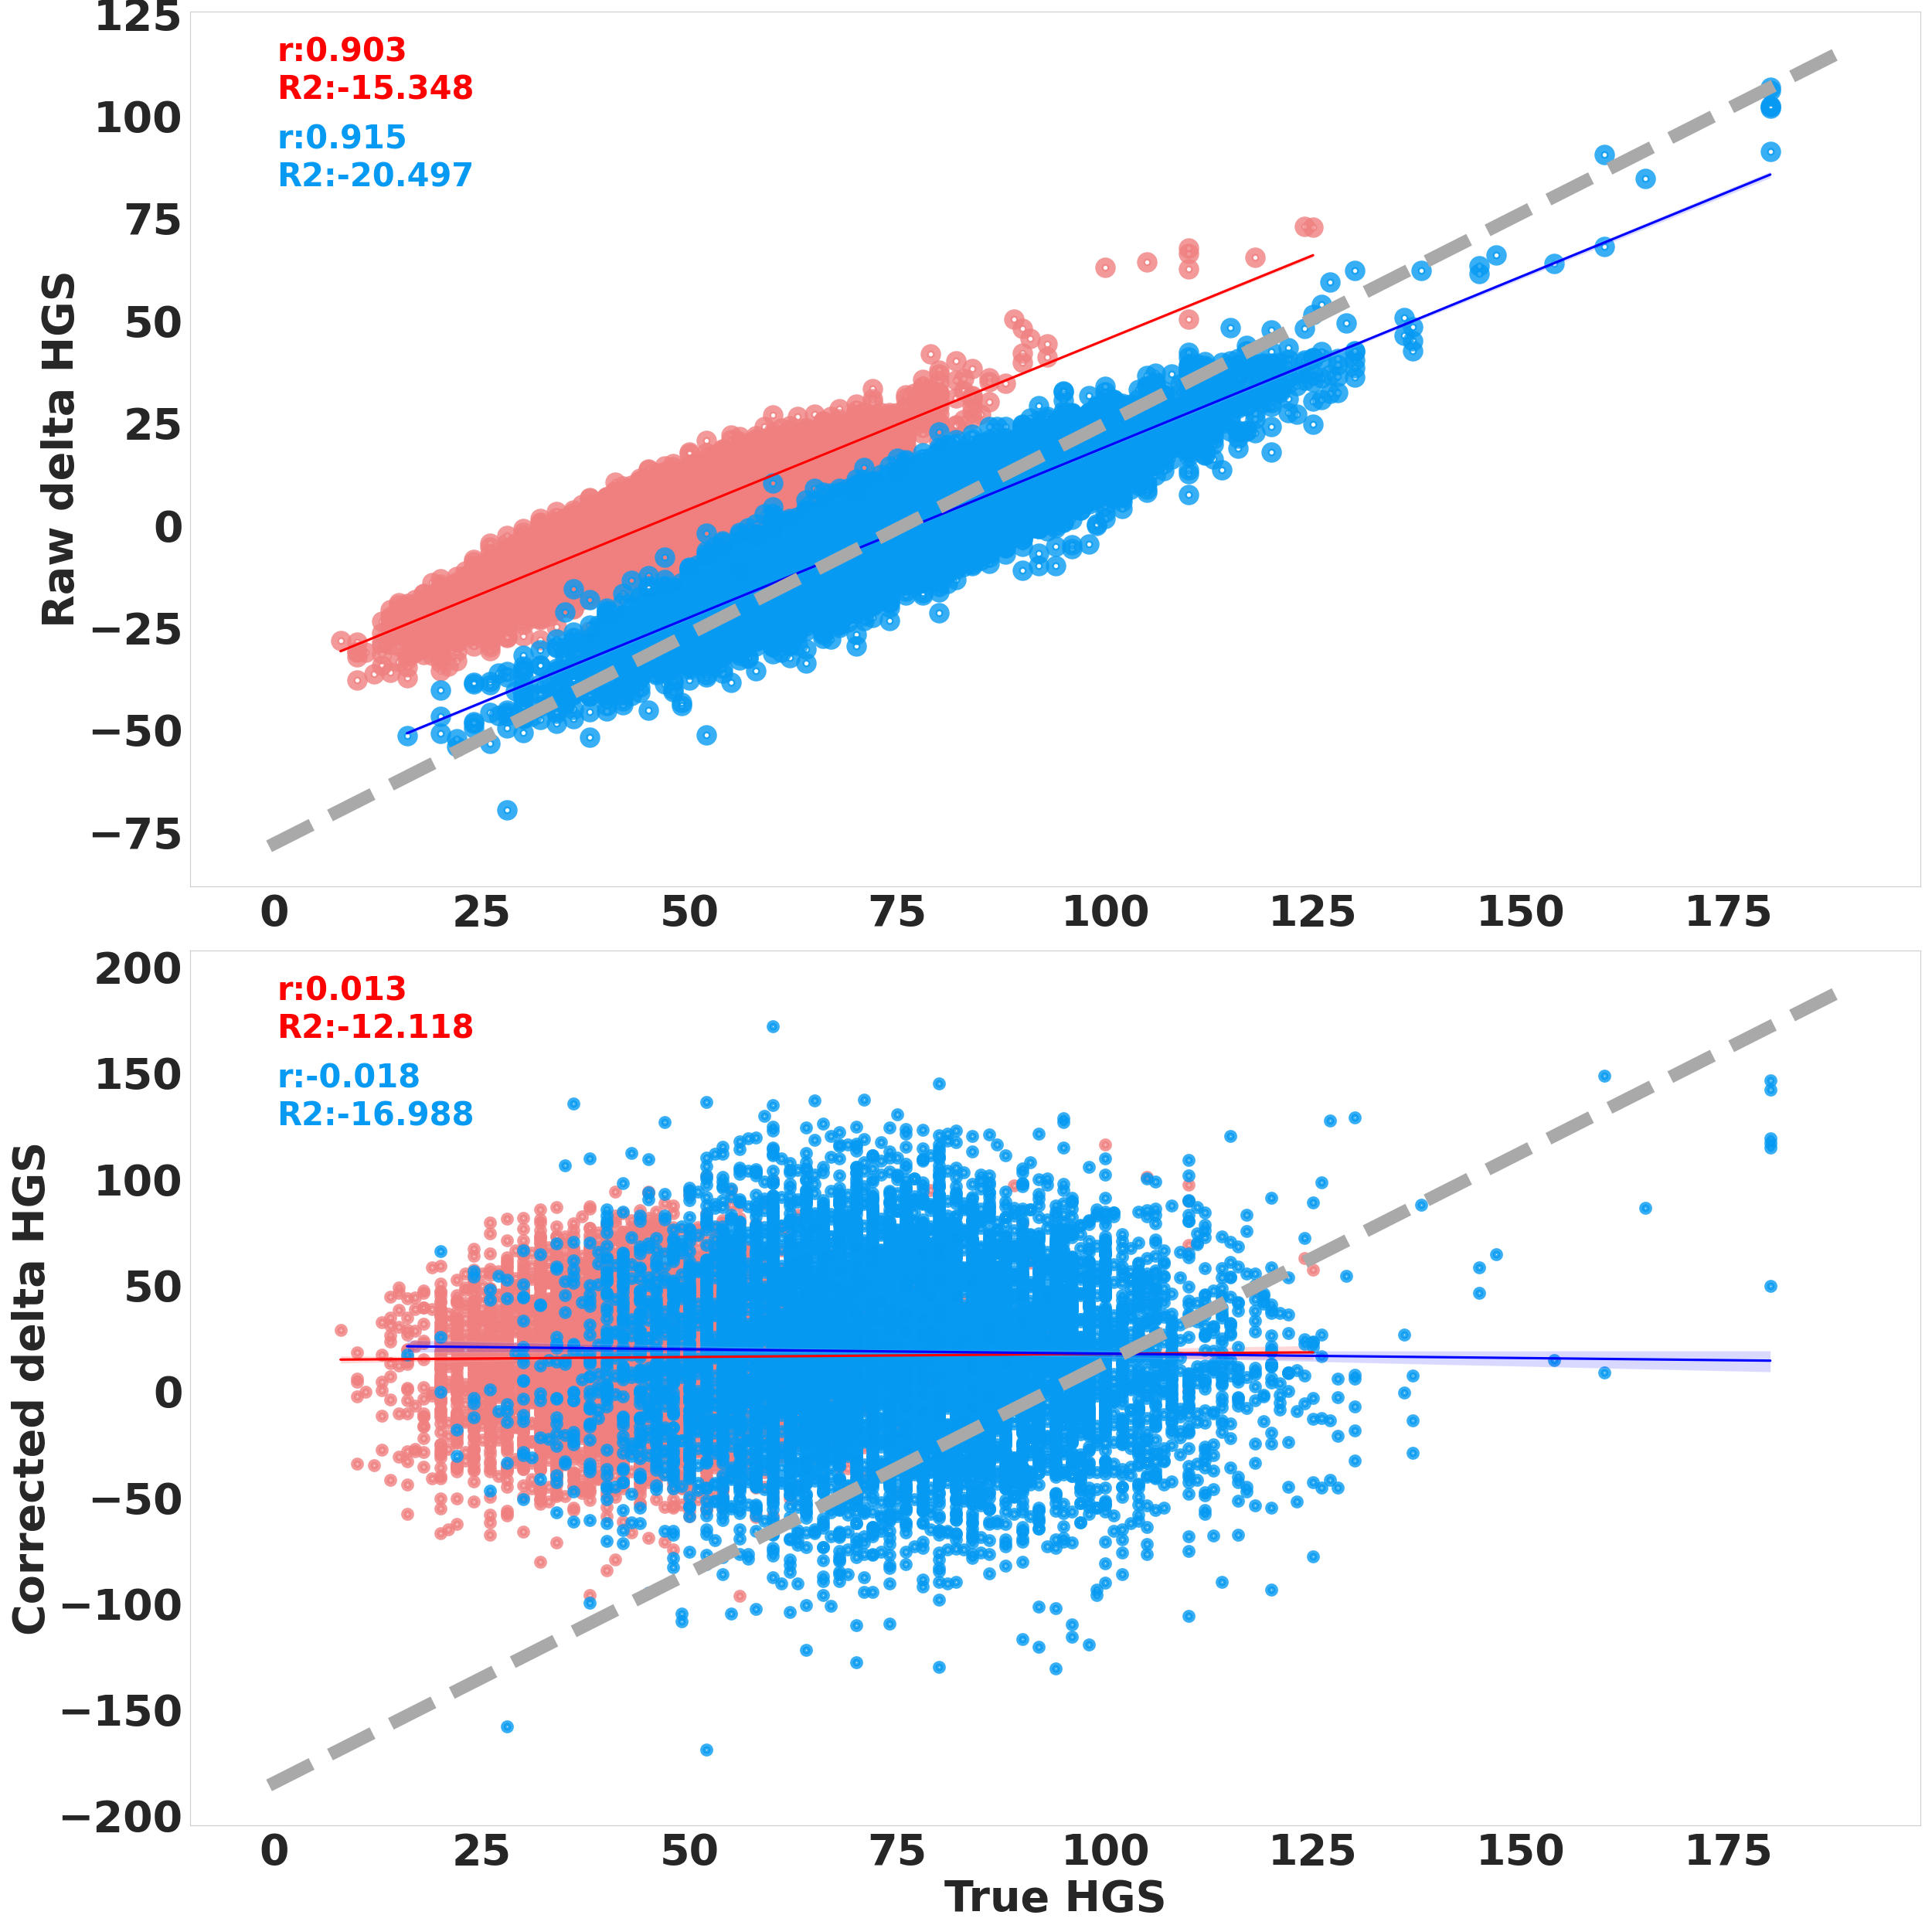 125
100
75
50
25
0
−25
−50
−75
Raw delta HGS
r:0.903
R2:-15.348
r:0.915
R2:-20.497
0 25 50 75 100 125 150 175
200
150
100
50
0
−50
−100
−150
−200
Corrected delta HGS
r:0.013
R2:-12.118
r:-0.018
R2:-16.988
0 25 50 75 100 125 150 175
True HGS